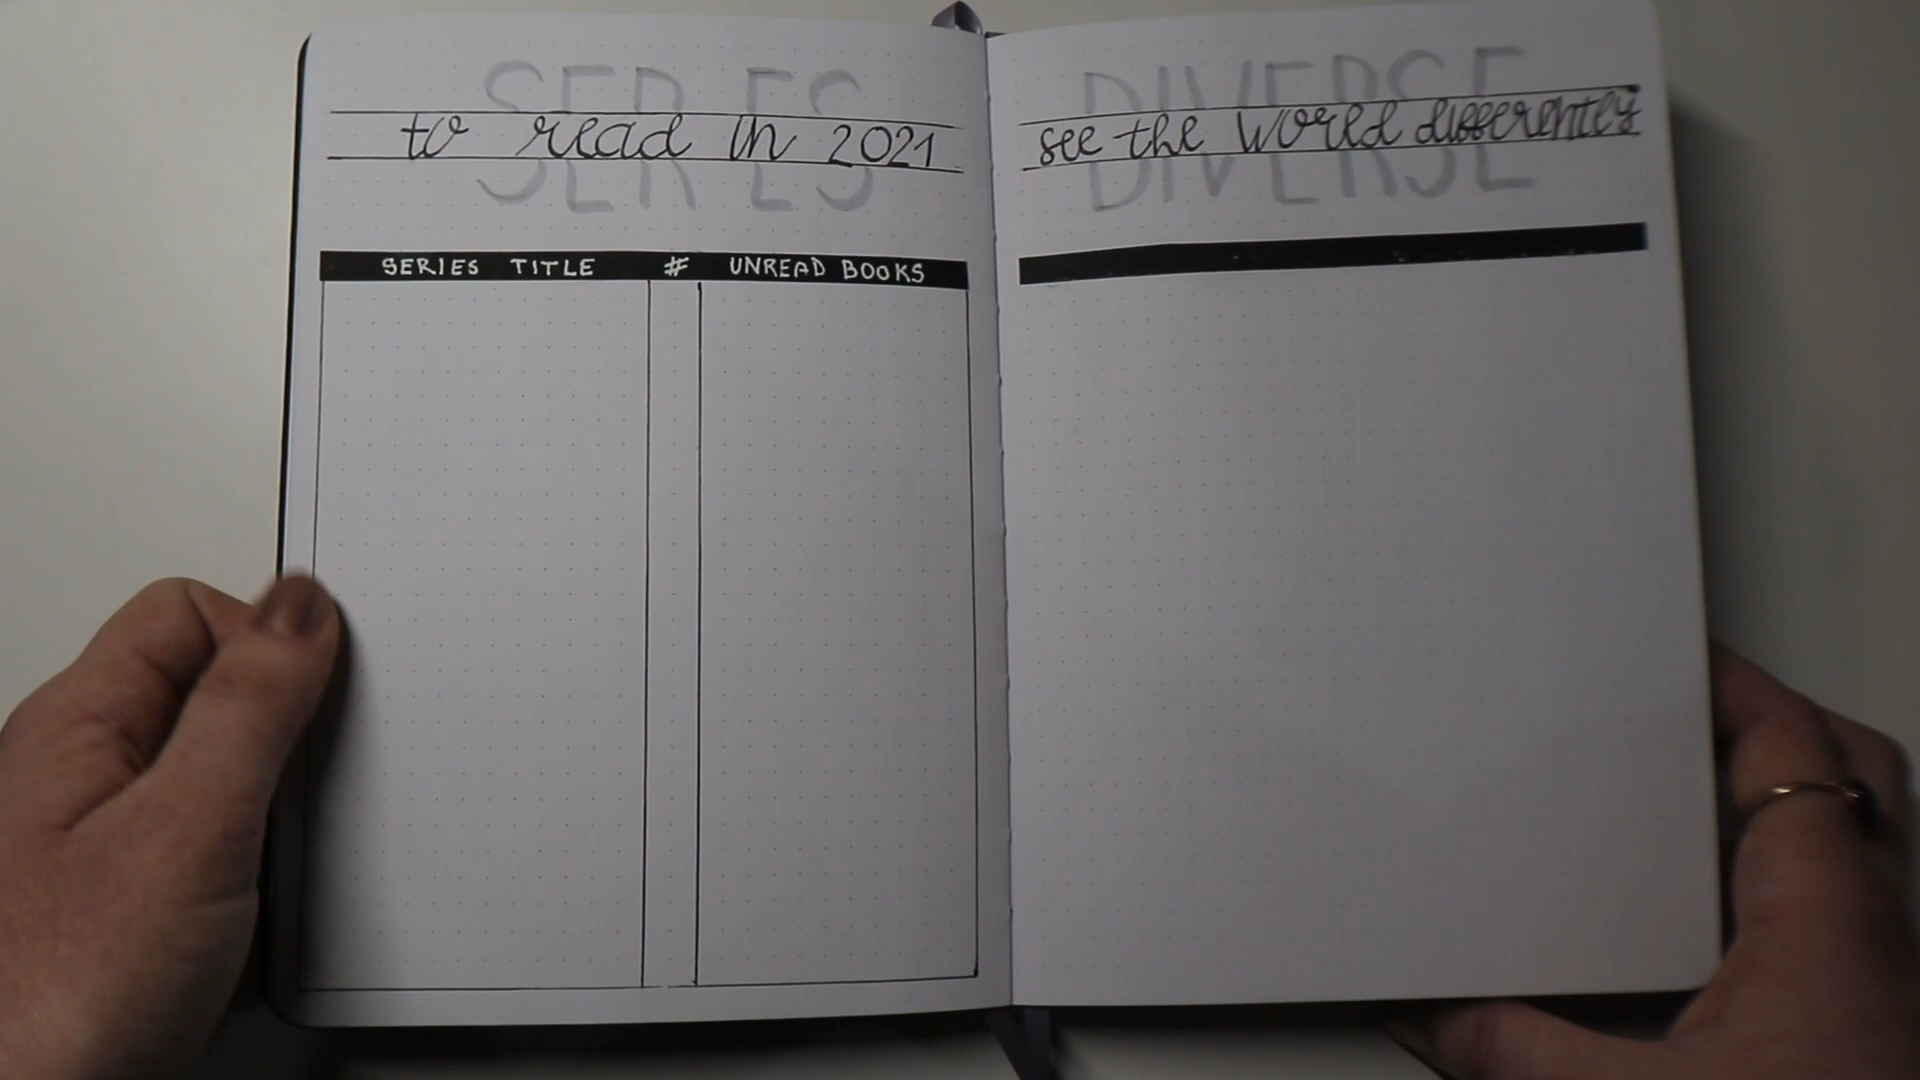 SERIES
to read in 2021
SERIES TITLE # UNREAD BOOKS
DIVERSE
see the world differently